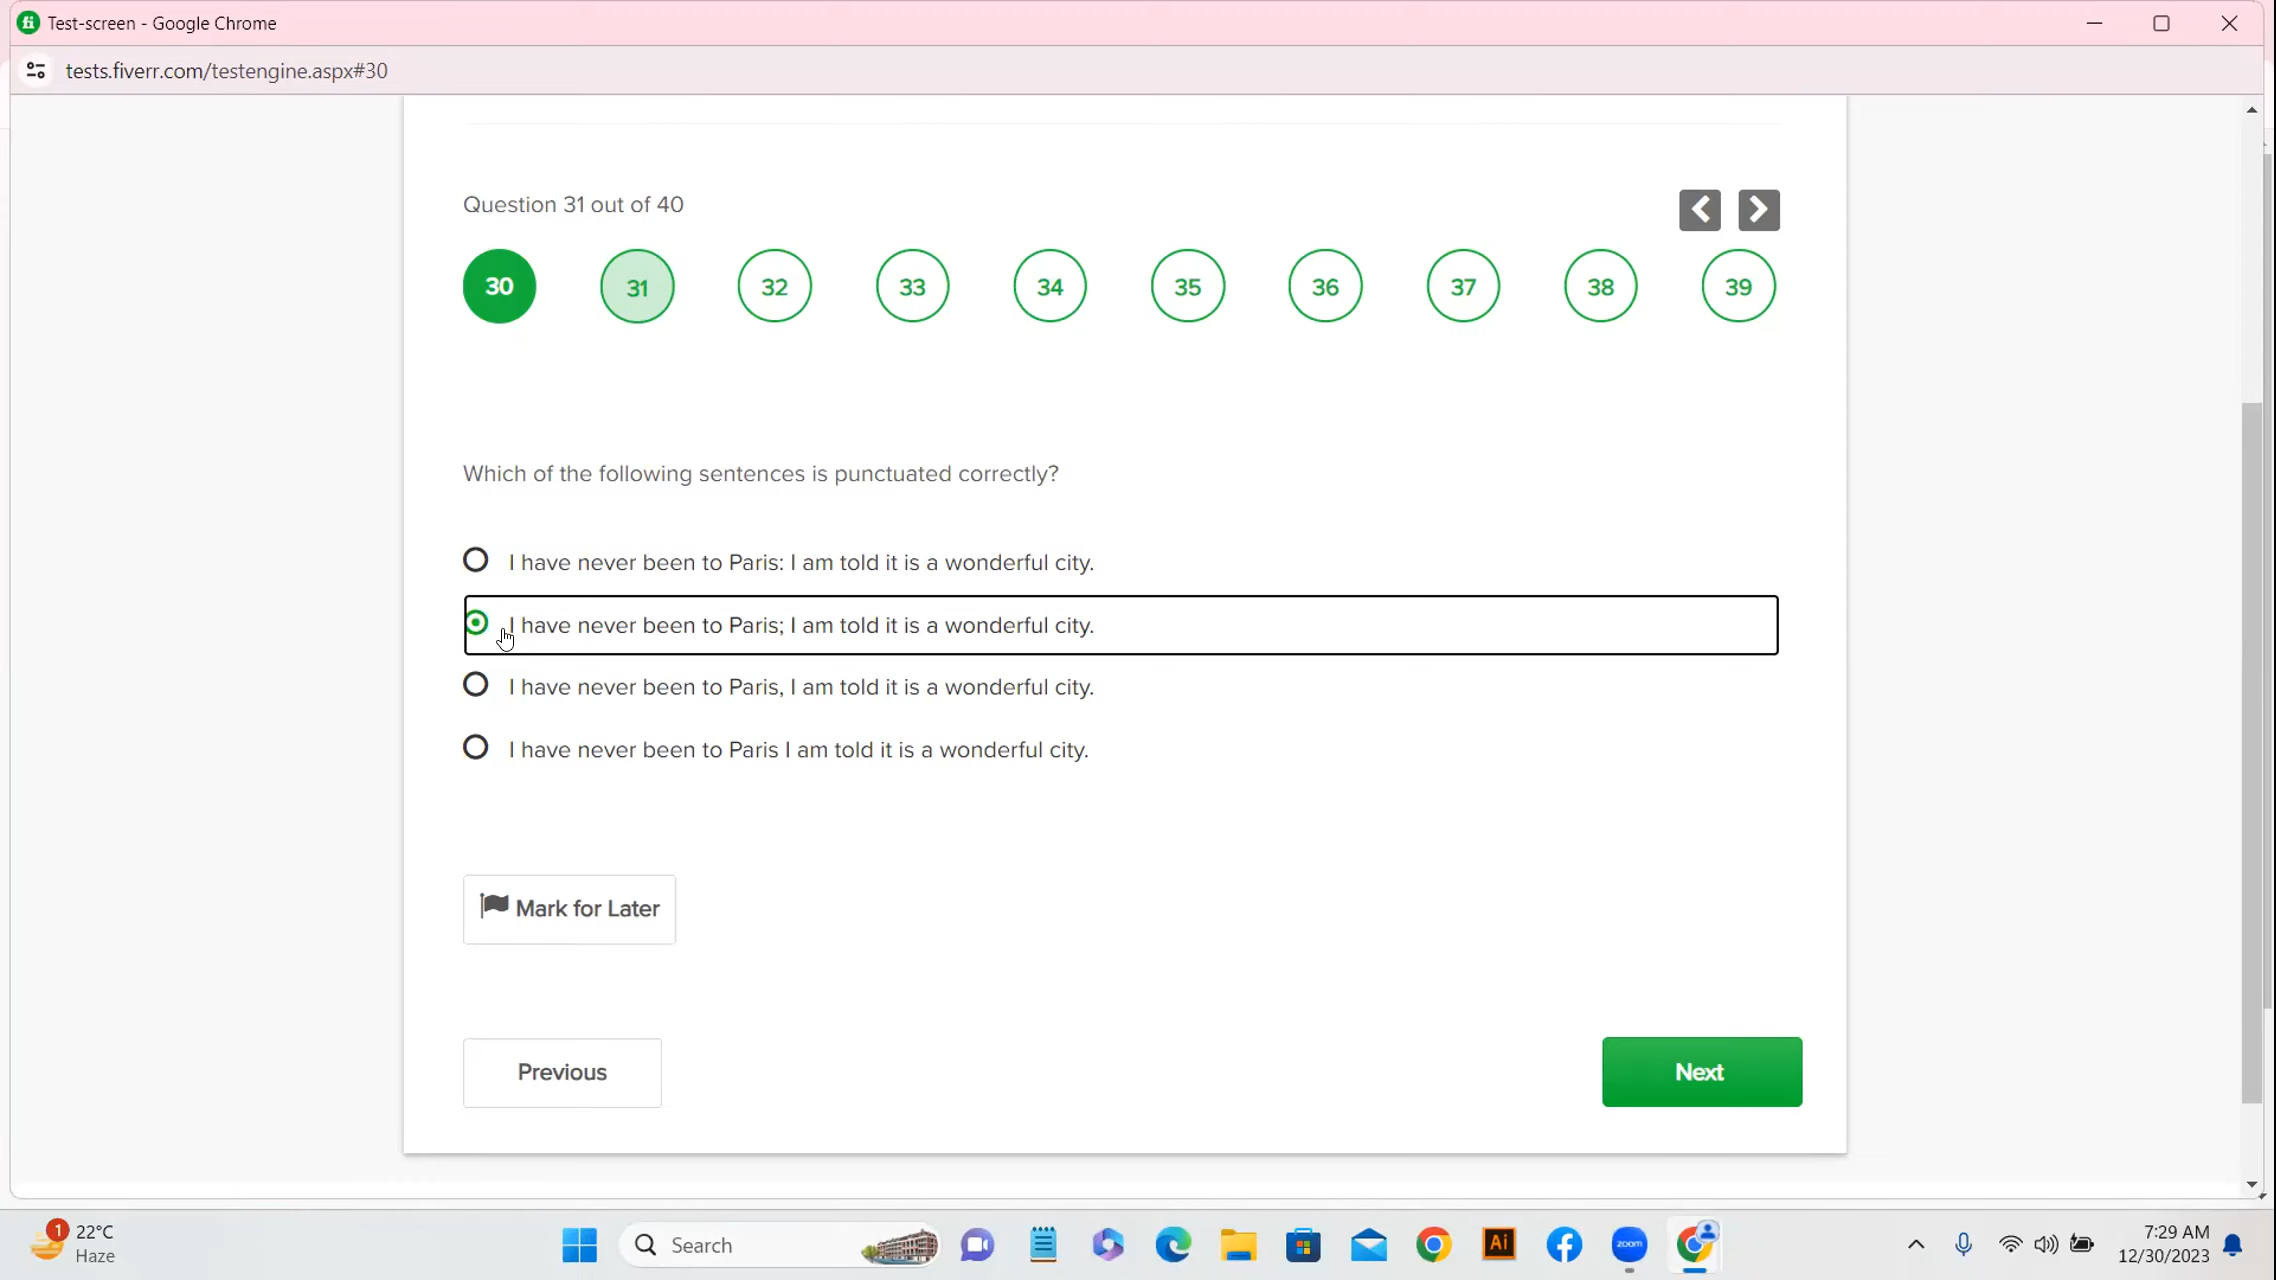 Test-screen - Google Chrome
tests.fiverr.com/testengine.aspx#30
Question 31 out of 40
30 31 32 33 34 35 36 37 38 39
Which of the following sentences is punctuated correctly?
I have never been to Paris: I am told it is a wonderful city.
I have never been to Paris; I am told it is a wonderful city.
I have never been to Paris, I am told it is a wonderful city.
I have never been to Paris I am told it is a wonderful city.
Mark for Later
Previous
Next
1
22°C
Haze
Search
Ai
zoom
7:29 AM
12/30/2023